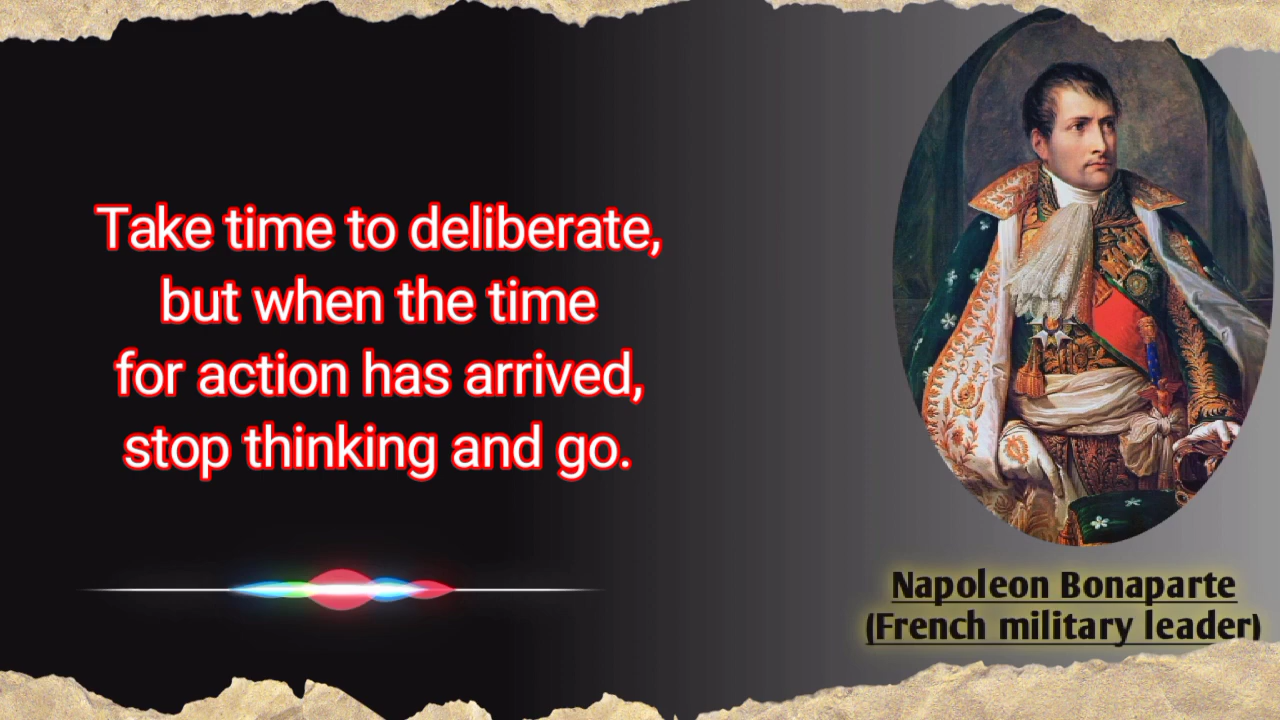 Take time to deliberate,
but when the time
for action has arrived,
stop thinking and go.
Napoleon Bonaparte
(French military leader)